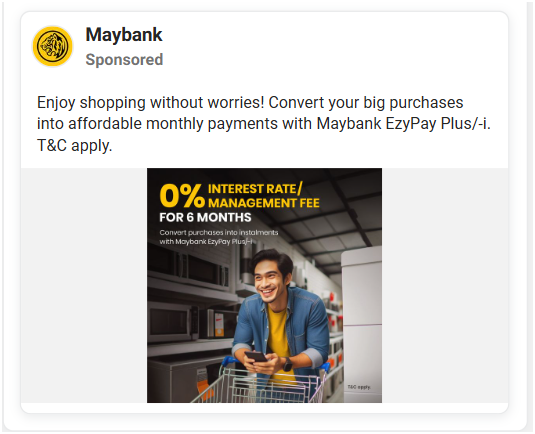 Maybank
Sponsored
Enjoy shopping without worries! Convert your big purchases
into affordable monthly payments with Maybank EzyPay Plus/-i.
T&C apply.
0% INTEREST RATE/
MANAGEMENT FEE
FOR 6 MONTHS
Convert purchases into instalments
with Maybank EzyPay Plus/-i.
T&C apply